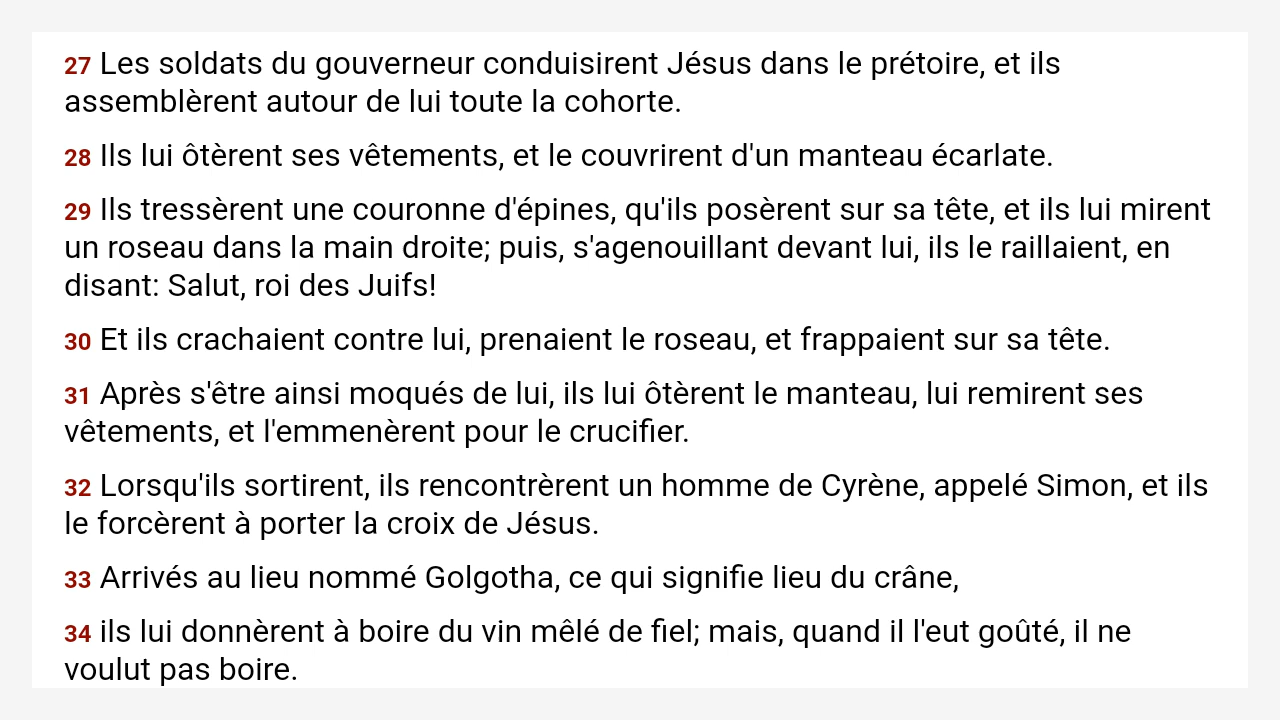 27 Les soldats du gouverneur conduisirent Jésus dans le prétoire, et ils
assemblèrent autour de lui toute la cohorte.
28 Ils lui ôtèrent ses vêtements, et le couvrirent d'un manteau écarlate.
29 Ils tressèrent une couronne d'épines, qu'ils posèrent sur sa tête, et ils lui mirent
un roseau dans la main droite; puis, s'agenouillant devant lui, ils le raillaient, en
disant: Salut, roi des Juifs!
30 Et ils crachaient contre lui, prenaient le roseau, et frappaient sur sa tête.
31 Après s'être ainsi moqués de lui, ils lui ôtèrent le manteau, lui remirent ses
vêtements, et l'emmenèrent pour le crucifier.
32 Lorsqu'ils sortirent, ils rencontrèrent un homme de Cyrène, appelé Simon, et ils
le forcèrent à porter la croix de Jésus.
33 Arrivés au lieu nommé Golgotha, ce qui signifie lieu du crâne,
34 ils lui donnèrent à boire du vin mêlé de fiel; mais, quand il l'eut goûté, il ne
voulut pas boire.